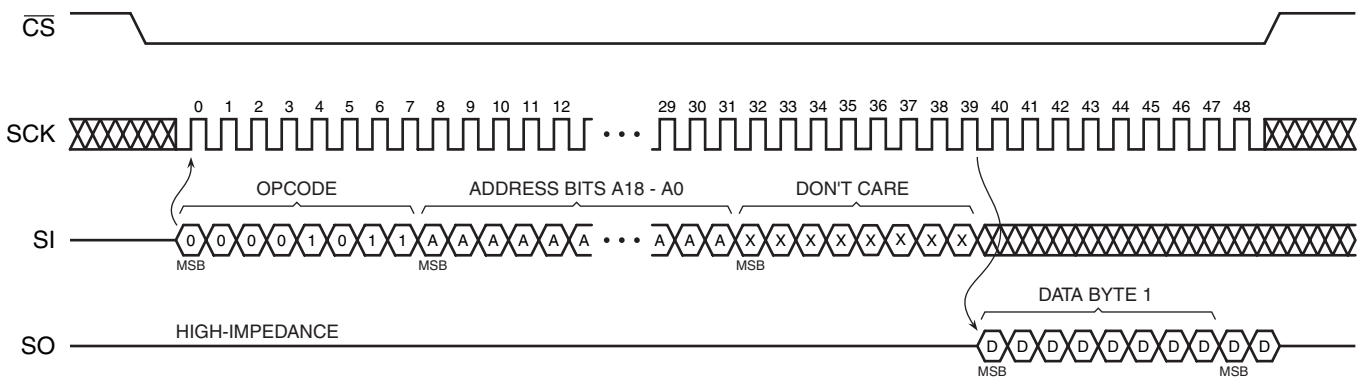 CS
0 1 2 3 4 5 6 7 8 9 10 11 12 29 30 31 32 33 34 35 36 37 38 39 40 41 42 43 44 45 46 47 48
SCK • • •
OPCODE ADDRESS BITS A18 - A0 DON'T CARE
SI 0 0 0 0 1 0 1 1 A A A A A A • • • A A A X X X X X X X X
MSB MSB MSB
DATA BYTE 1
HIGH-IMPEDANCE
SO D D D D D D D D D D
MSB MSB